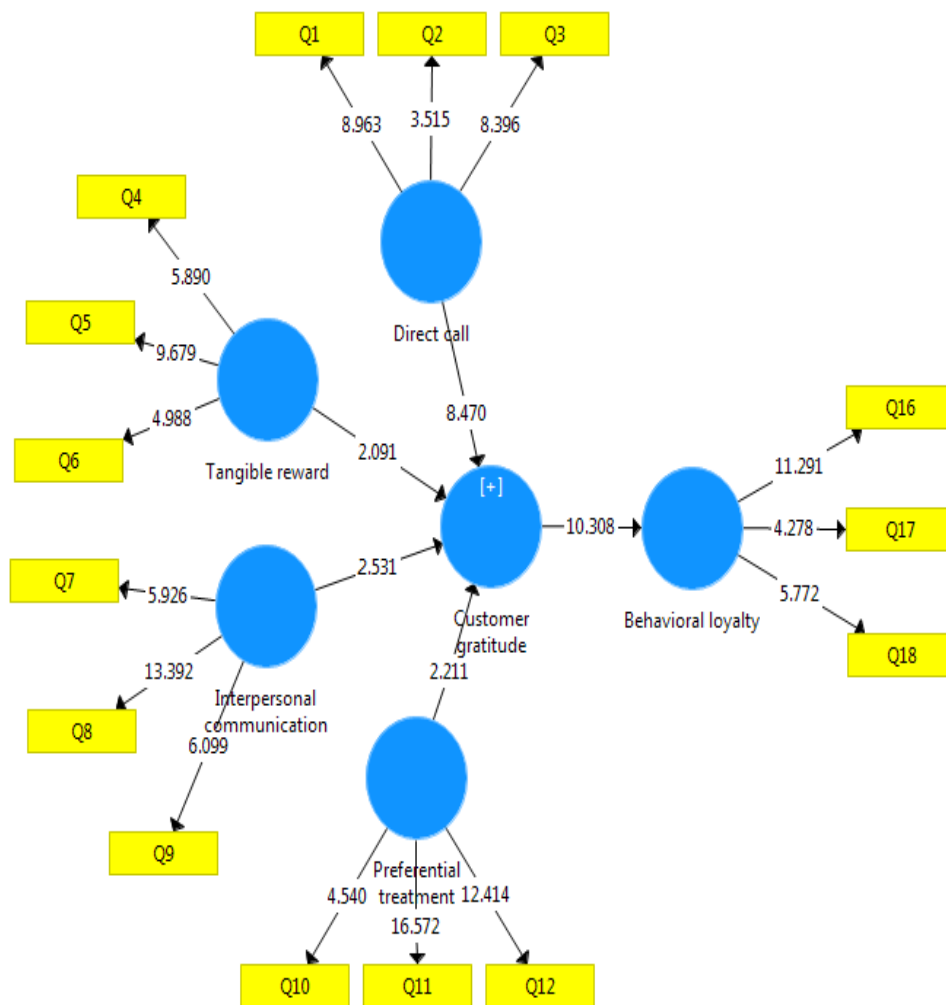 Q1
Q2
Q3
8.963
3.515
8.396
Q4
5.890
Q5
9.679
Direct call
4.988
Q6
Tangible reward
2.091
8.470
[+]
Q16
11.291
10.308
4.278
Q17
Q7
5.926
2.531
5.772
Customer
gratitude
Behavioral loyalty
Q18
13.392
Interpersonal
communication
2.211
Q8
6.099
Q9
Preferential
treatment
4.540
12.414
16.572
Q10
Q11
Q12